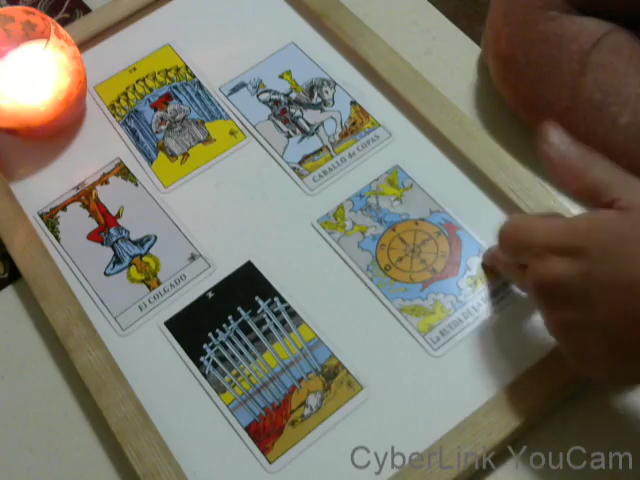 CABALLO de COPAS
EL COLGADO
La RUEDA DE LA
X
CyberLink YouCam